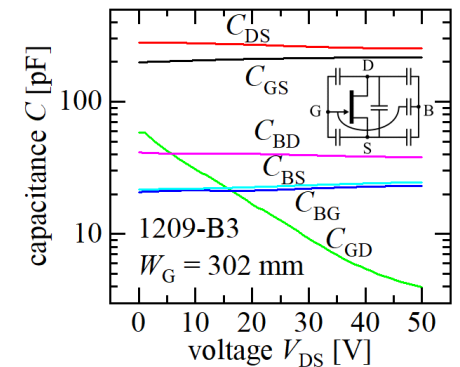 capacitance C [pF]
100
10
C_DS
C_GS
D
G
B
S
C_BD
C_BS
C_BG
C_GD
1209-B3
W_G = 302 mm
0 10 20 30 40 50
voltage V_DS [V]